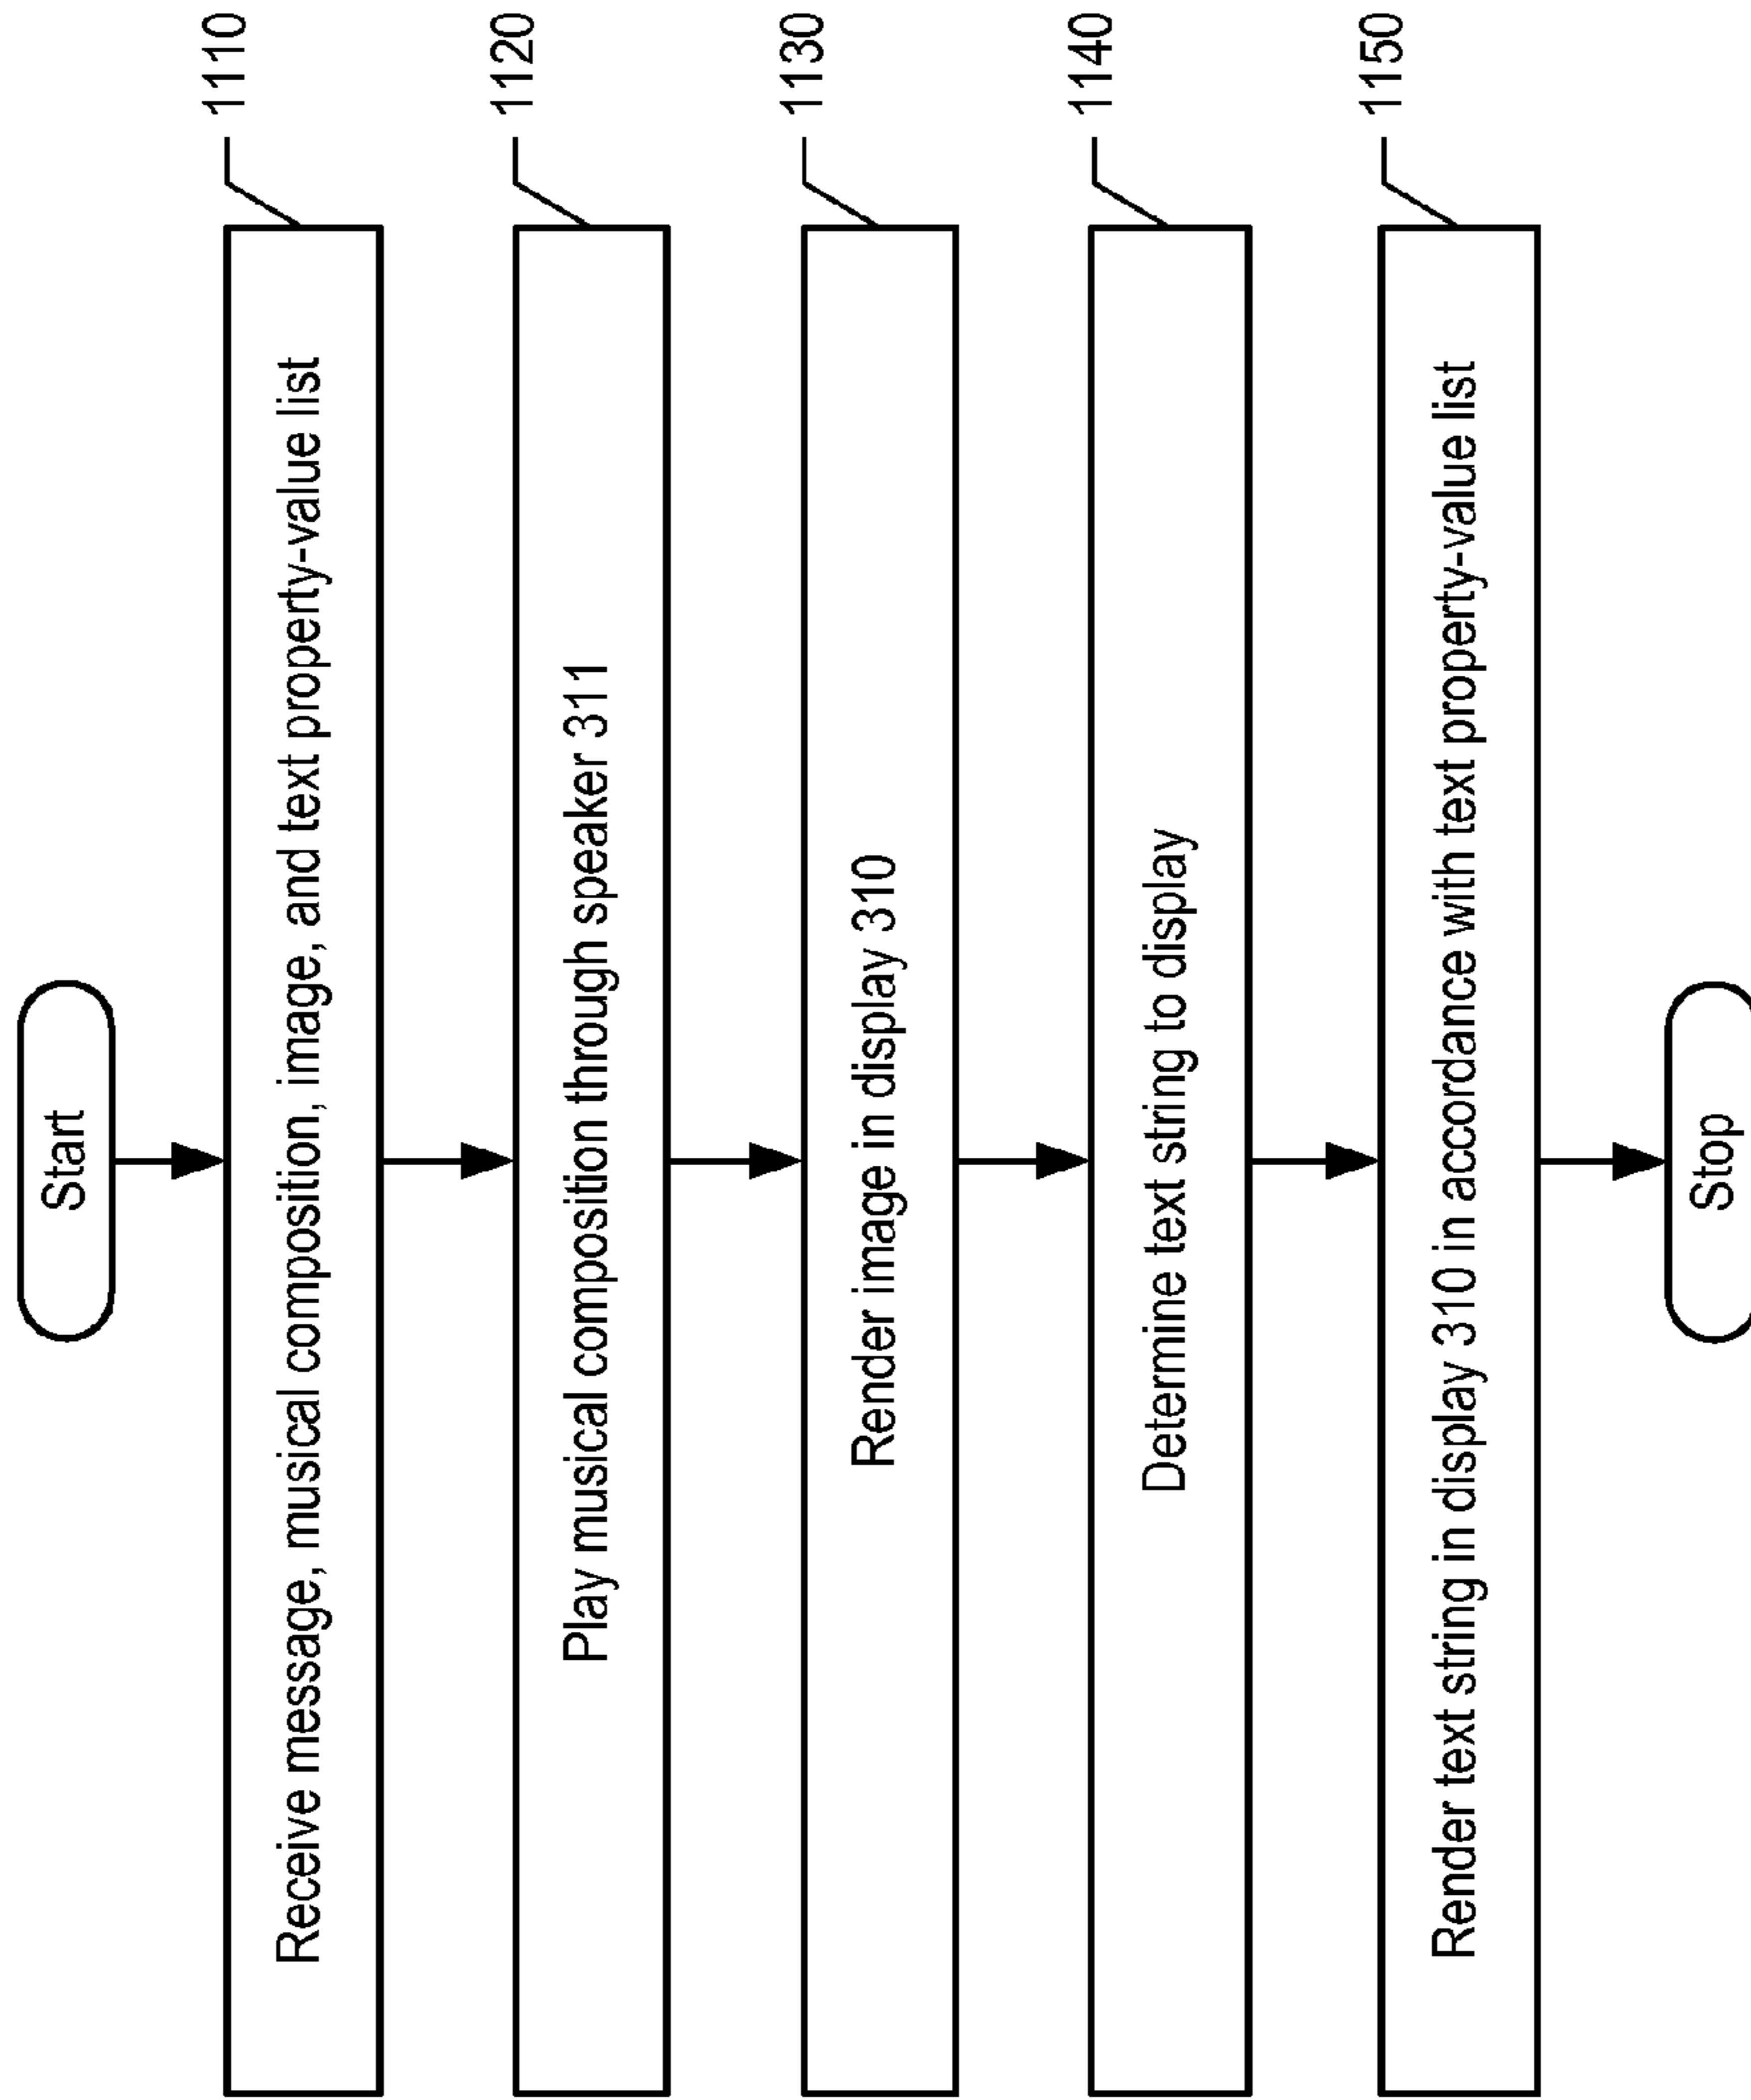 Start
Receive message, musical composition, image, and text property-value list
1110
Play musical composition through speaker 311
1120
Render image in display 310
1130
Determine text string to display
1140
Render text string in display 310 in accordance with text property-value list
1150
Stop